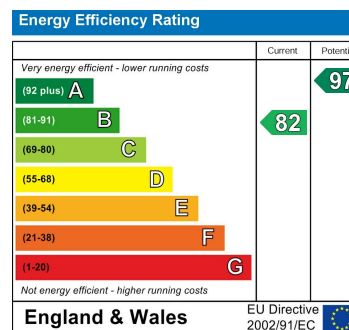 Energy Efficiency Rating
Current Potenti
Very energy efficient - lower running costs
(92 plus) A
97
(81-91) B
82
(69-80) C
(55-68) D
(39-54) E
(21-38) F
(1-20) G
Not energy efficient - higher running costs
England & Wales
EU Directive
2002/91/EC